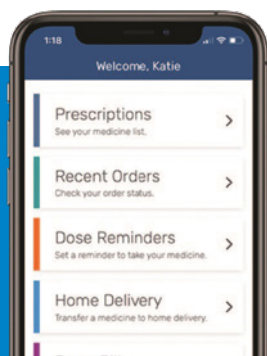 1:18
Welcome, Katie
Prescriptions
See your medicine list.
Recent Orders
Check your order status.
Dose Reminders
Set a reminder to take your medicine.
Home Delivery
Transfer a medicine to home delivery.